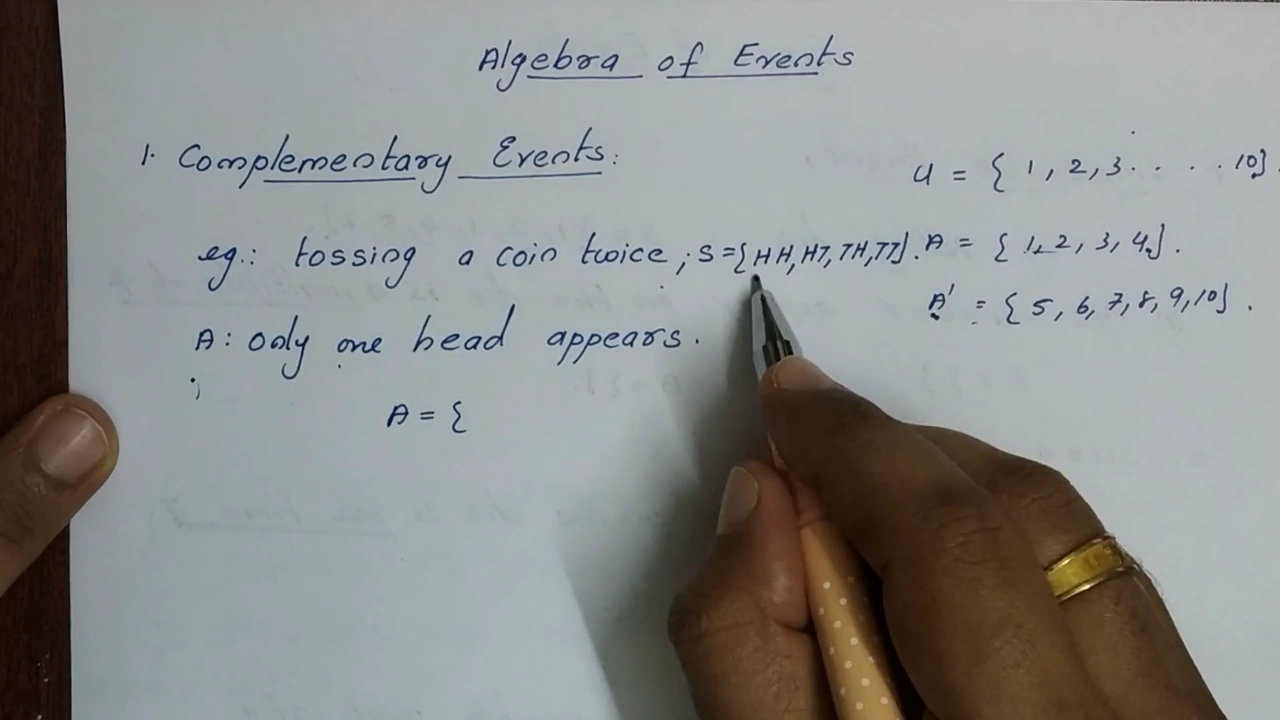 Algebra of Events
1. Complementary Events:
U = { 1, 2, 3 . . . . . 10}.
eg.: tossing a coin twice ; S={HH,HT,TH,TT}.
A = { 1, 2, 3, 4}.
A' = { 5, 6, 7, 8, 9, 10} .
A : only one head appears.
;
A = {